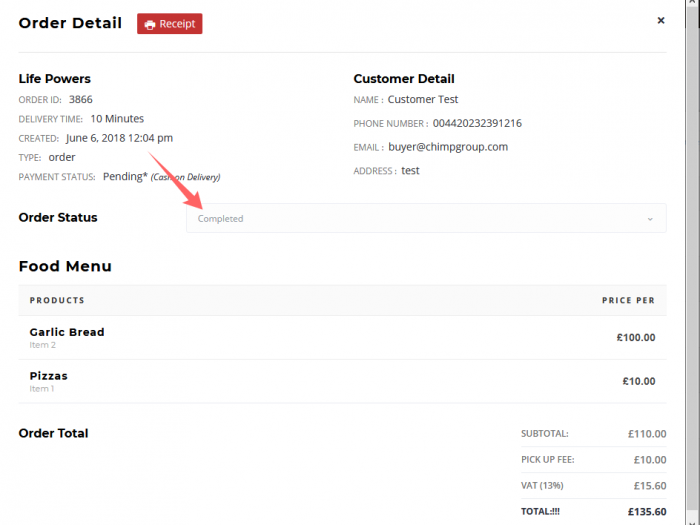 Order Detail Receipt
Life Powers
ORDER ID: 3866
DELIVERY TIME: 10 Minutes
CREATED: June 6, 2018 12:04 pm
TYPE: order
PAYMENT STATUS: Pending* (Cash on Delivery)
Customer Detail
NAME : Customer Test
PHONE NUMBER : 004420232391216
EMAIL : buyer@chimpgroup.com
ADDRESS : test
Order Status Completed
Food Menu
PRODUCTS PRICE PER
Garlic Bread £100.00
Item 2
Pizzas £10.00
Item 1
Order Total
SUBTOTAL: £110.00
PICK UP FEE: £10.00
VAT (13%) £15.60
TOTAL:!!! £135.60